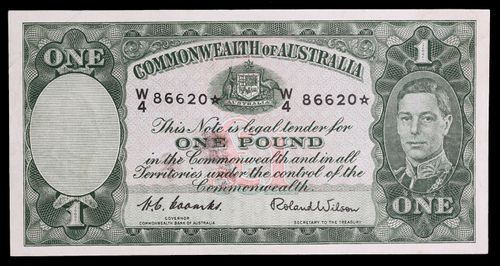 COMMONWEALTH OF AUSTRALIA
ONE
1
AUSTRALIA
W/4 86620☆ W/4 86620☆
This Note is legal tender for
ONE POUND
in the Commonwealth and in all
Territories under the control of the
Commonwealth.
H.C. Coombs Roland Wilson
GOVERNOR SECRETARY TO THE TREASURY
COMMONWEALTH BANK OF AUSTRALIA
1
ONE